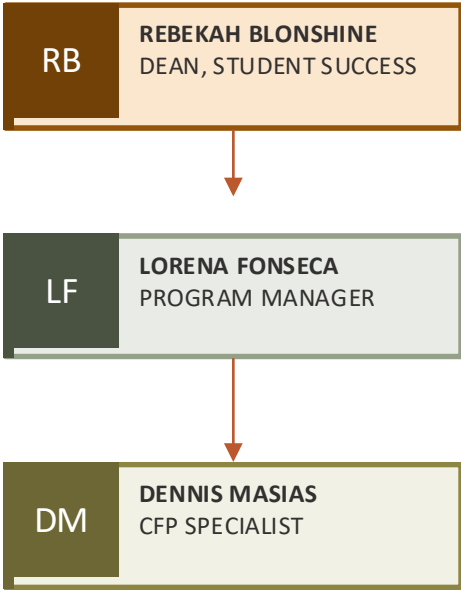 RB
REBEKAH BLONSHINE
DEAN, STUDENT SUCCESS
LF
LORENA FONSECA
PROGRAM MANAGER
DM
DENNIS MASIAS
CFP SPECIALIST